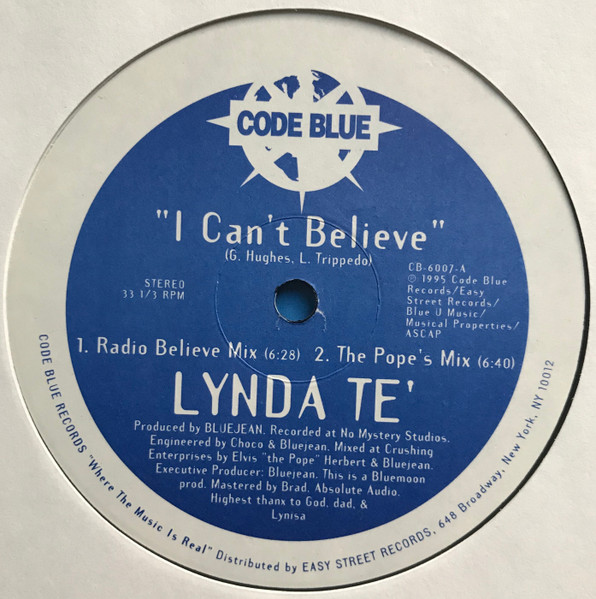 CODE BLUE
"I Can't Believe"
(G. Hughes, L. Trippedo)
STEREO
33 1/3 RPM
CB-6007-A
℗ 1995 Code Blue
Records/Easy
Street Records/
Blue U Music/
Musical Properties/
ASCAP
1. Radio Believe Mix (6:28) 2. The Pope's Mix (6:40)
LYNDA TE'
Produced by BLUEJEAN. Recorded at No Mystery Studios.
Engineered by Choco & Bluejean. Mixed at Crushing
Enterprises by Elvis "the Pope" Herbert & Bluejean.
Executive Producer: Bluejean. This is a Bluemoon
prod. Mastered by Brad, Absolute Audio.
Highest thanx to God, dad, &
Lynisa
CODE BLUE RECORDS "Where The Music Is Real" Distributed by EASY STREET RECORDS, 648 Broadway, New York, NY 10012